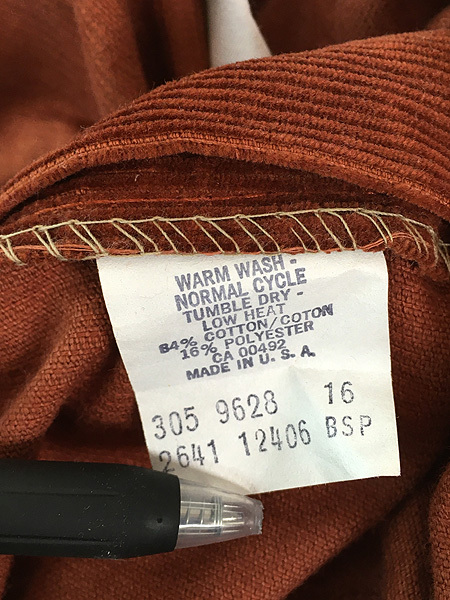 WARM WASH -
NORMAL CYCLE
TUMBLE DRY -
LOW HEAT
84% COTTON/COTON
16% POLYESTER
CA 00492
MADE IN U.S.A.
305 9628 16
2641 12406 BSP